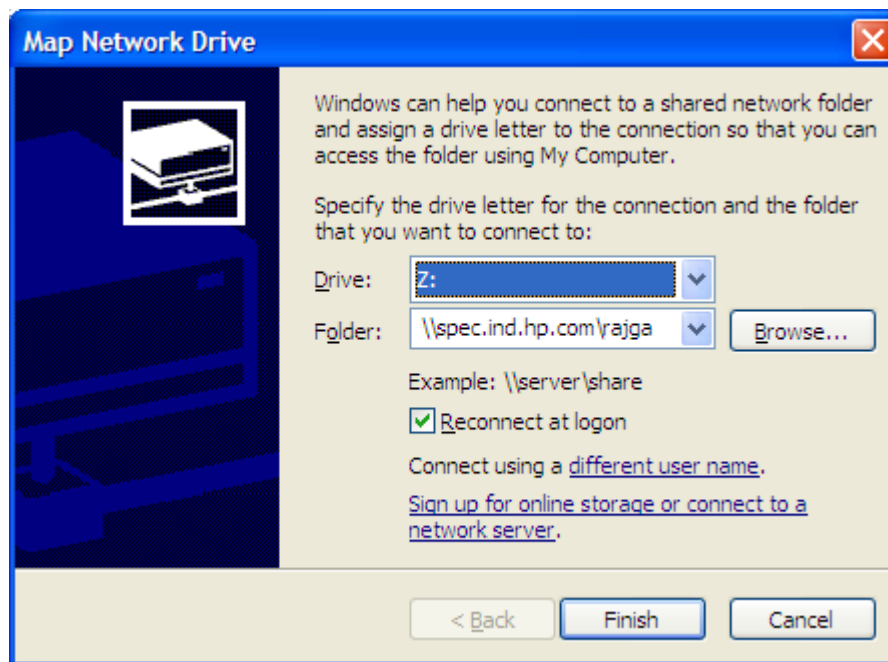 Map Network Drive
Windows can help you connect to a shared network folder
and assign a drive letter to the connection so that you can
access the folder using My Computer.
Specify the drive letter for the connection and the folder
that you want to connect to:
Drive: Z:
Folder: \\spec.ind.hp.com\rajga Browse...
Example: \\server\share
Reconnect at logon
Connect using a different user name.
Sign up for online storage or connect to a
network server.
< Back Finish Cancel